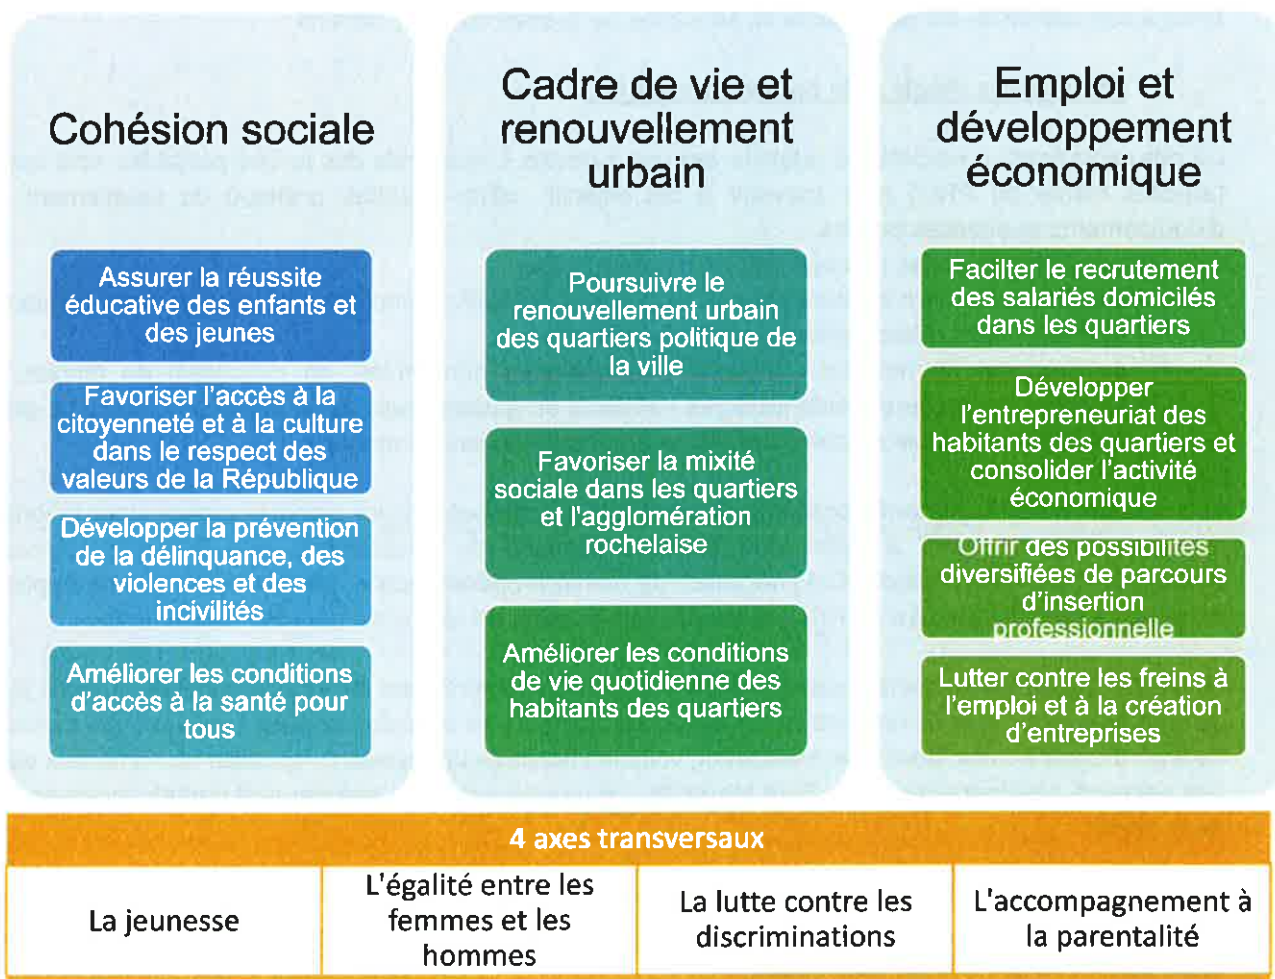 Cohésion sociale
Assurer la réussite
éducative des enfants et
des jeunes
Favoriser l'accès à la
citoyenneté et à la culture
dans le respect des
valeurs de la République
Développer la prévention
de la délinquance, des
violences et des
incivilités
Améliorer les conditions
d'accès à la santé pour
tous
Cadre de vie et
renouvellement
urbain
Poursuivre le
renouvellement urbain
des quartiers politique de
la ville
Favoriser la mixité
sociale dans les quartiers
et l'agglomération
rochelaise
Améliorer les conditions
de vie quotidienne des
habitants des quartiers
Emploi et
développement
économique
Facilter le recrutement
des salariés domicilés
dans les quartiers
Développer
l'entrepreneuriat des
habitants des quartiers et
consolider l'activité
économique
Offrir des possibilités
diversifiées de parcours
d'insertion
professionnelle
Lutter contre les freins à
l'emploi et à la création
d'entreprises
4 axes transversaux
La jeunesse
L'égalité entre les
femmes et les
hommes
La lutte contre les
discriminations
L'accompagnement à
la parentalité